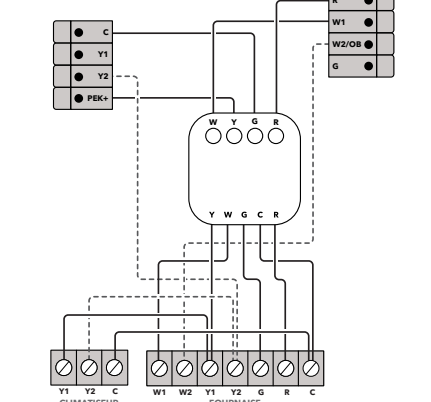 R
C
W1
Y1
W2/OB
Y2
G
PEK+
W Y G R
Y W G C R
Y1 Y2 C
W1 W2 Y1 Y2 G R C